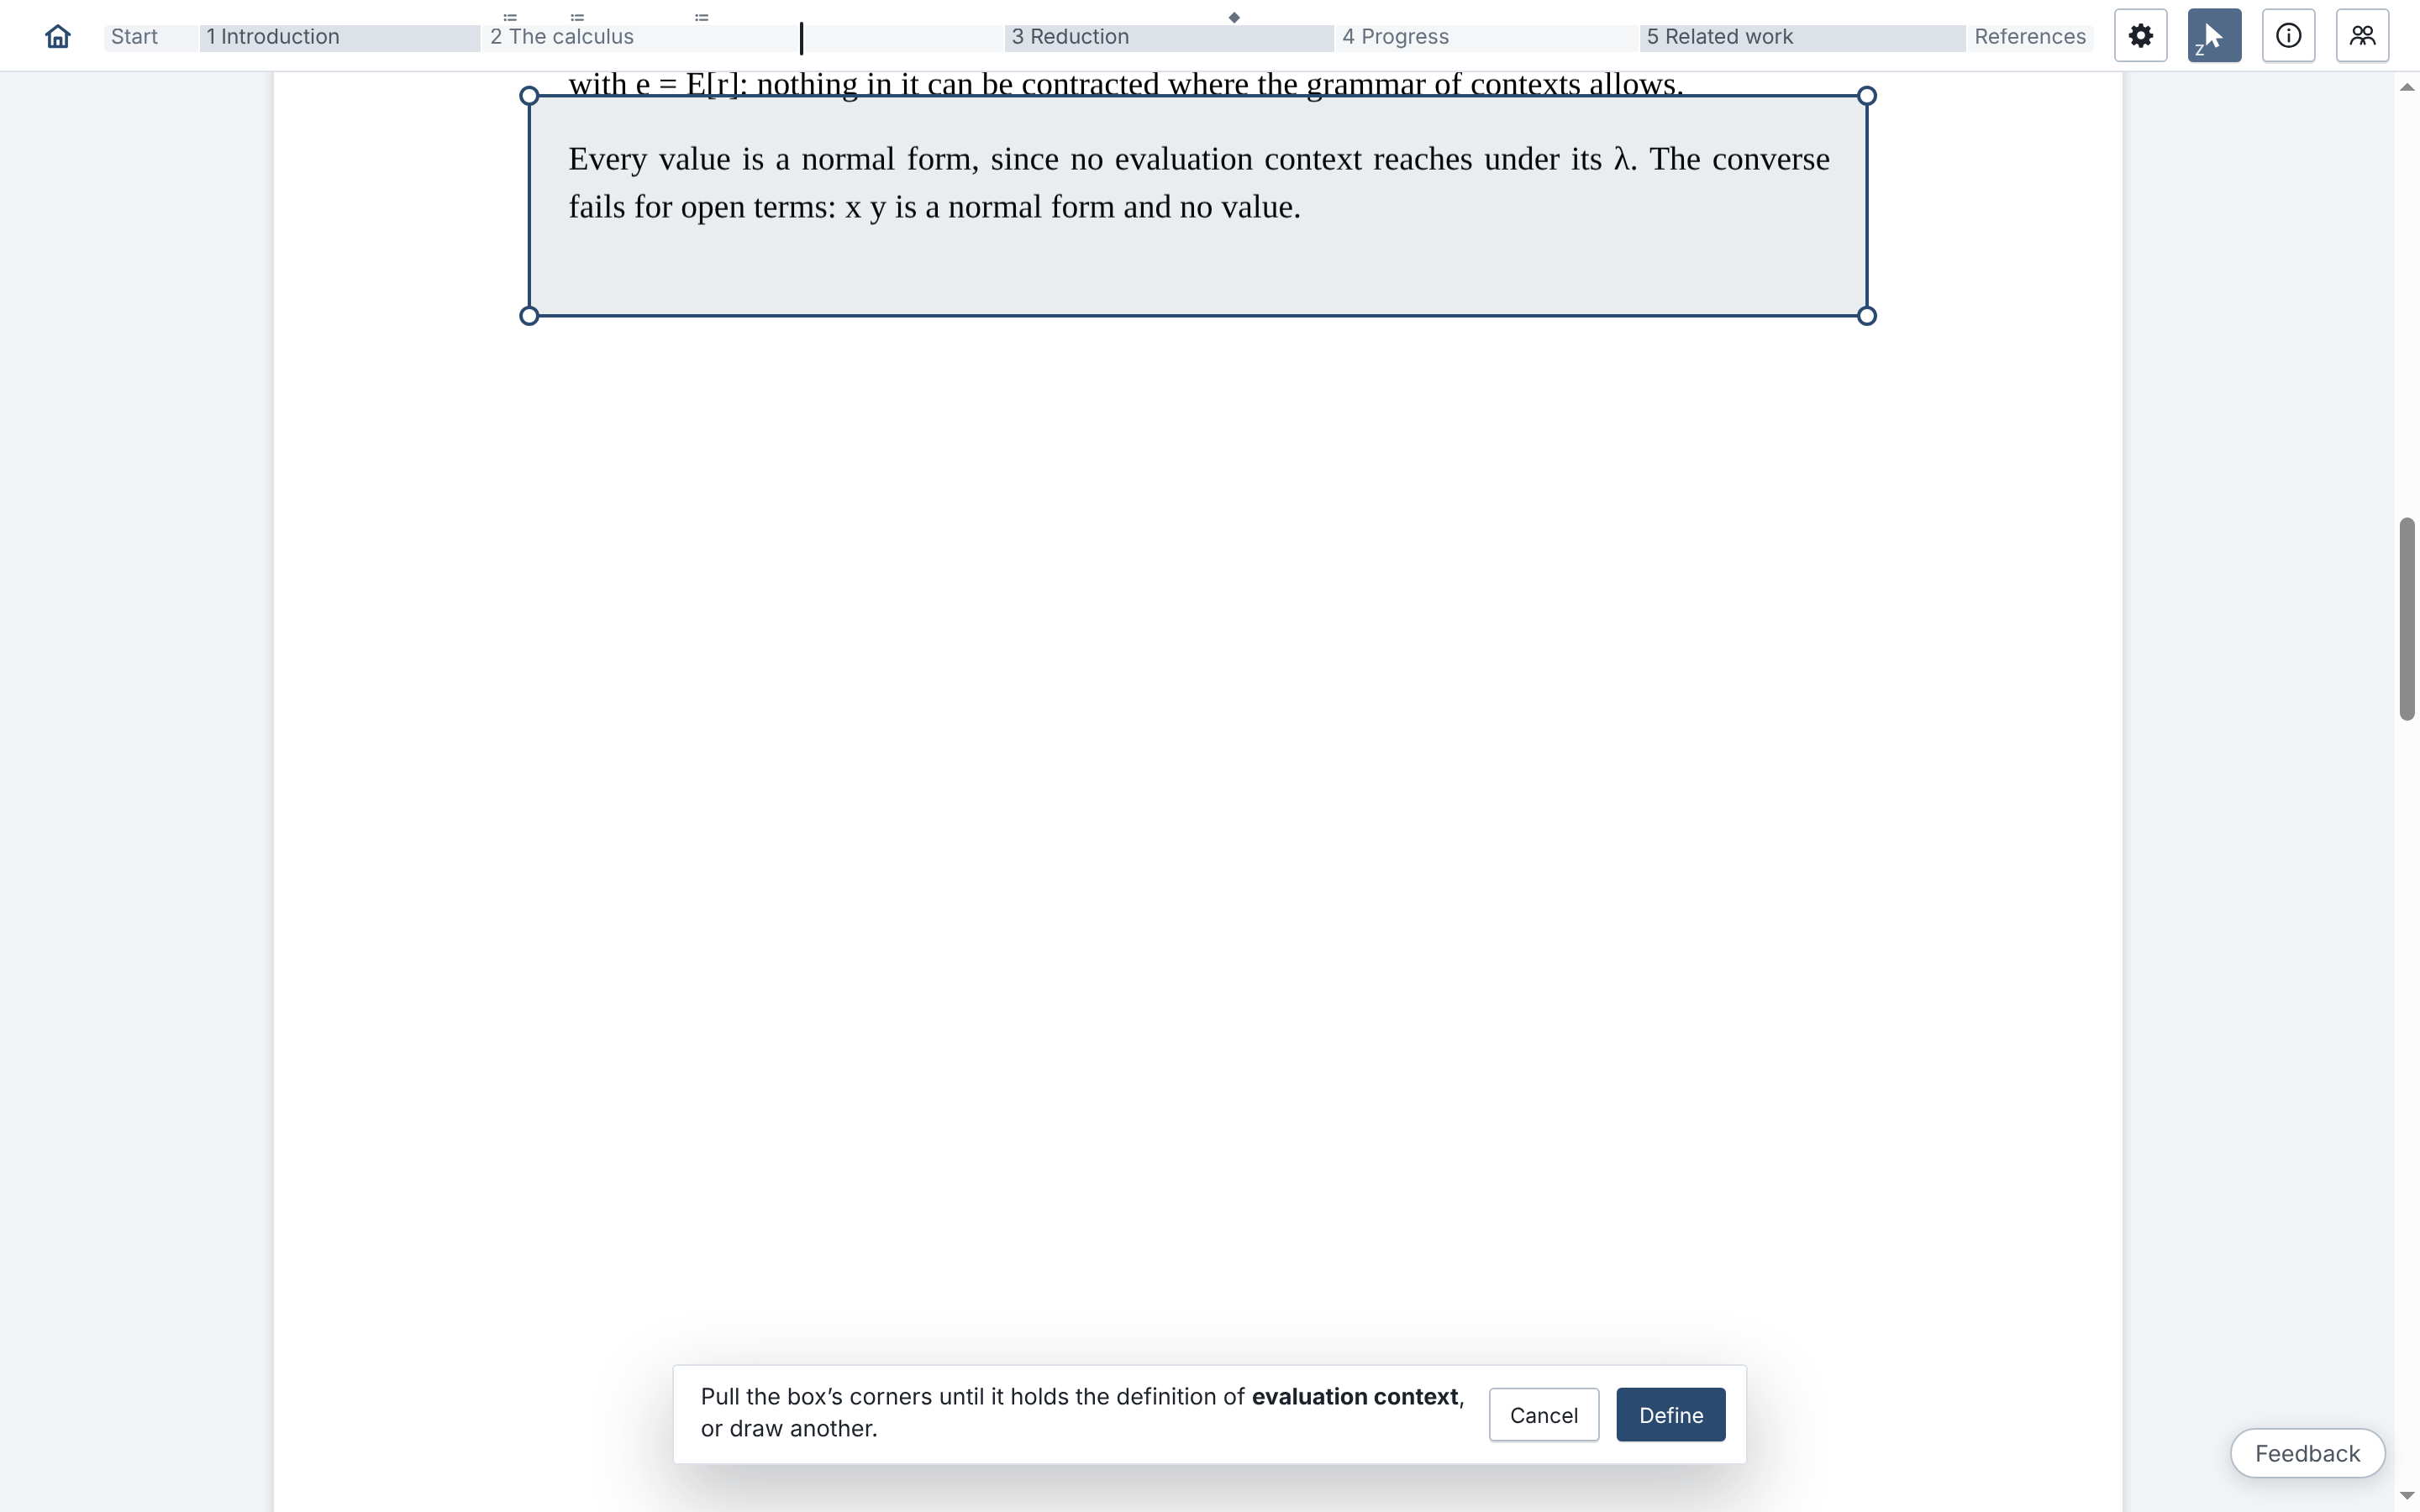 Start
1 Introduction
2 The calculus
3 Reduction
4 Progress
5 Related work
References
Z
with e = E[r]: nothing in it can be contracted where the grammar of contexts allows.
Every value is a normal form, since no evaluation context reaches under its λ. The converse
fails for open terms: x y is a normal form and no value.
Pull the box’s corners until it holds the definition of evaluation context,
or draw another.
Cancel
Define
Feedback